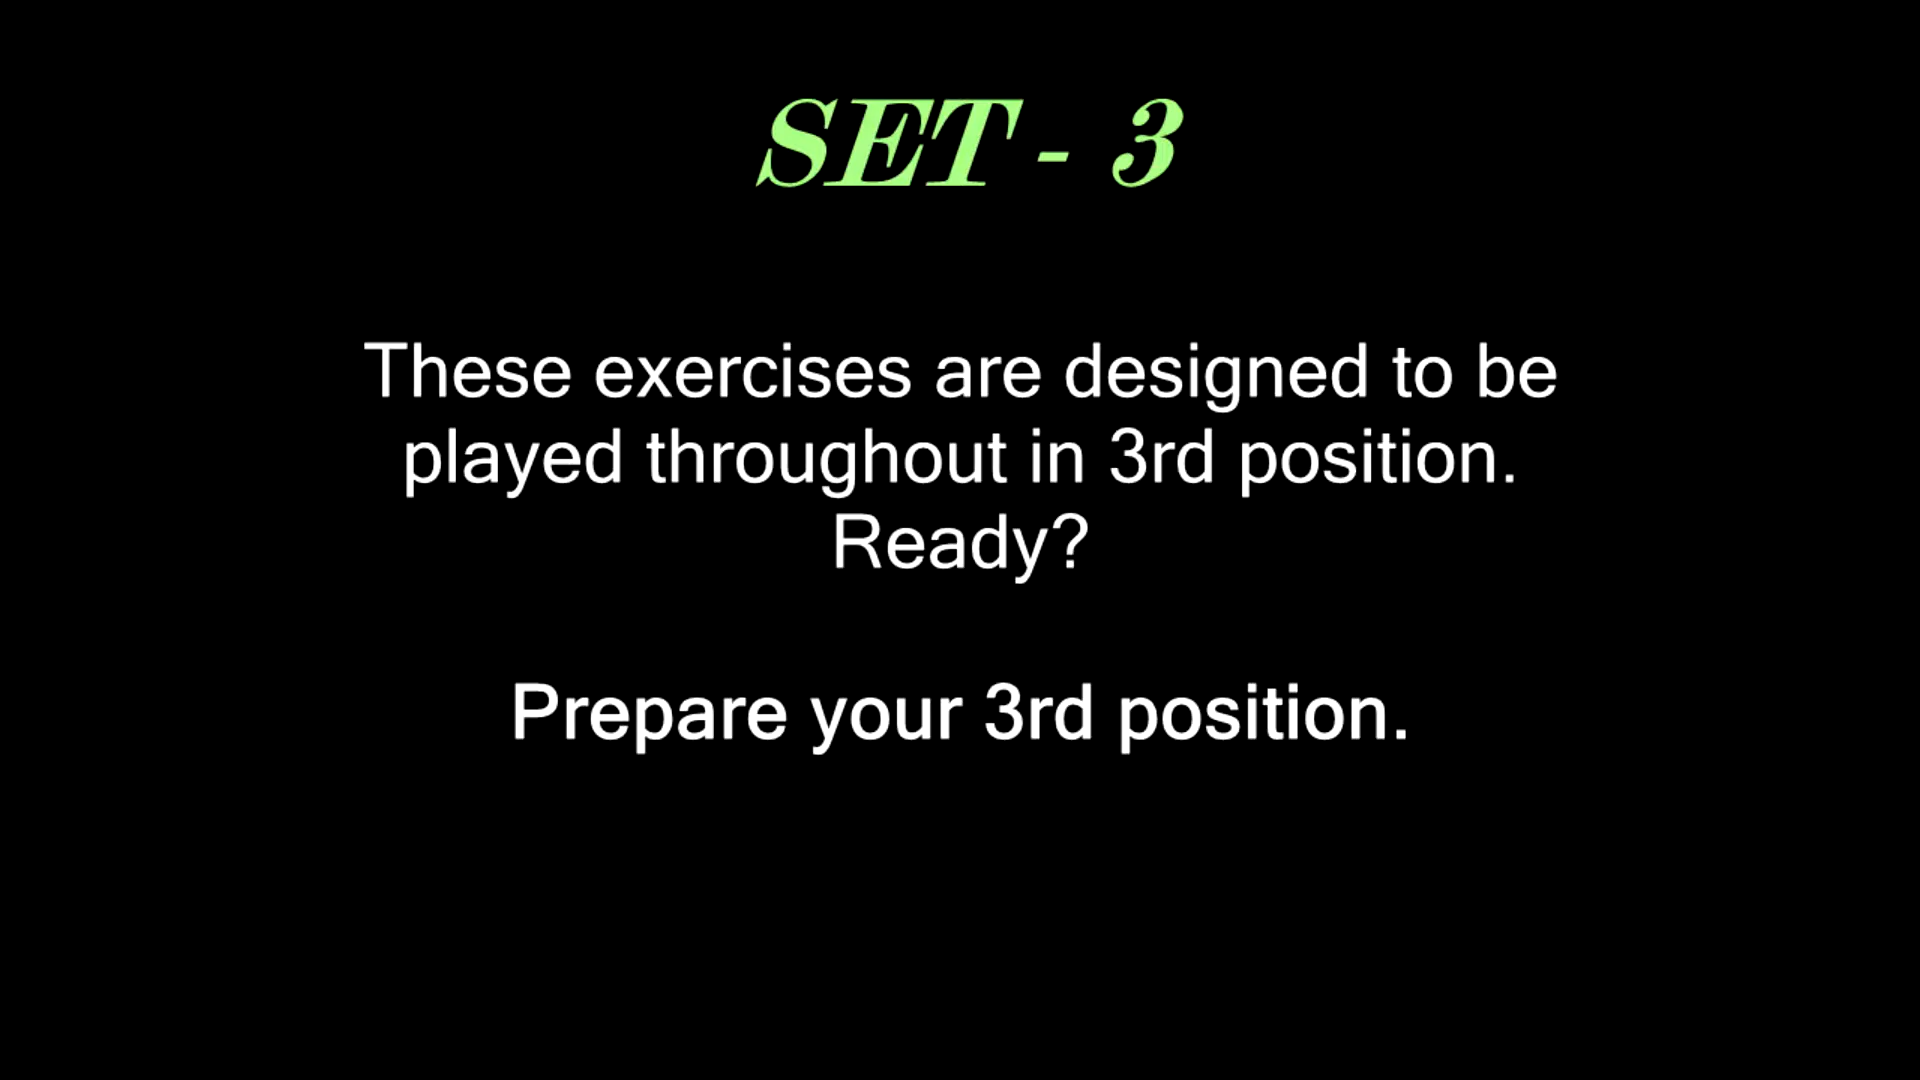 SET - 3
These exercises are designed to be
played throughout in 3rd position.
Ready?
Prepare your 3rd position.